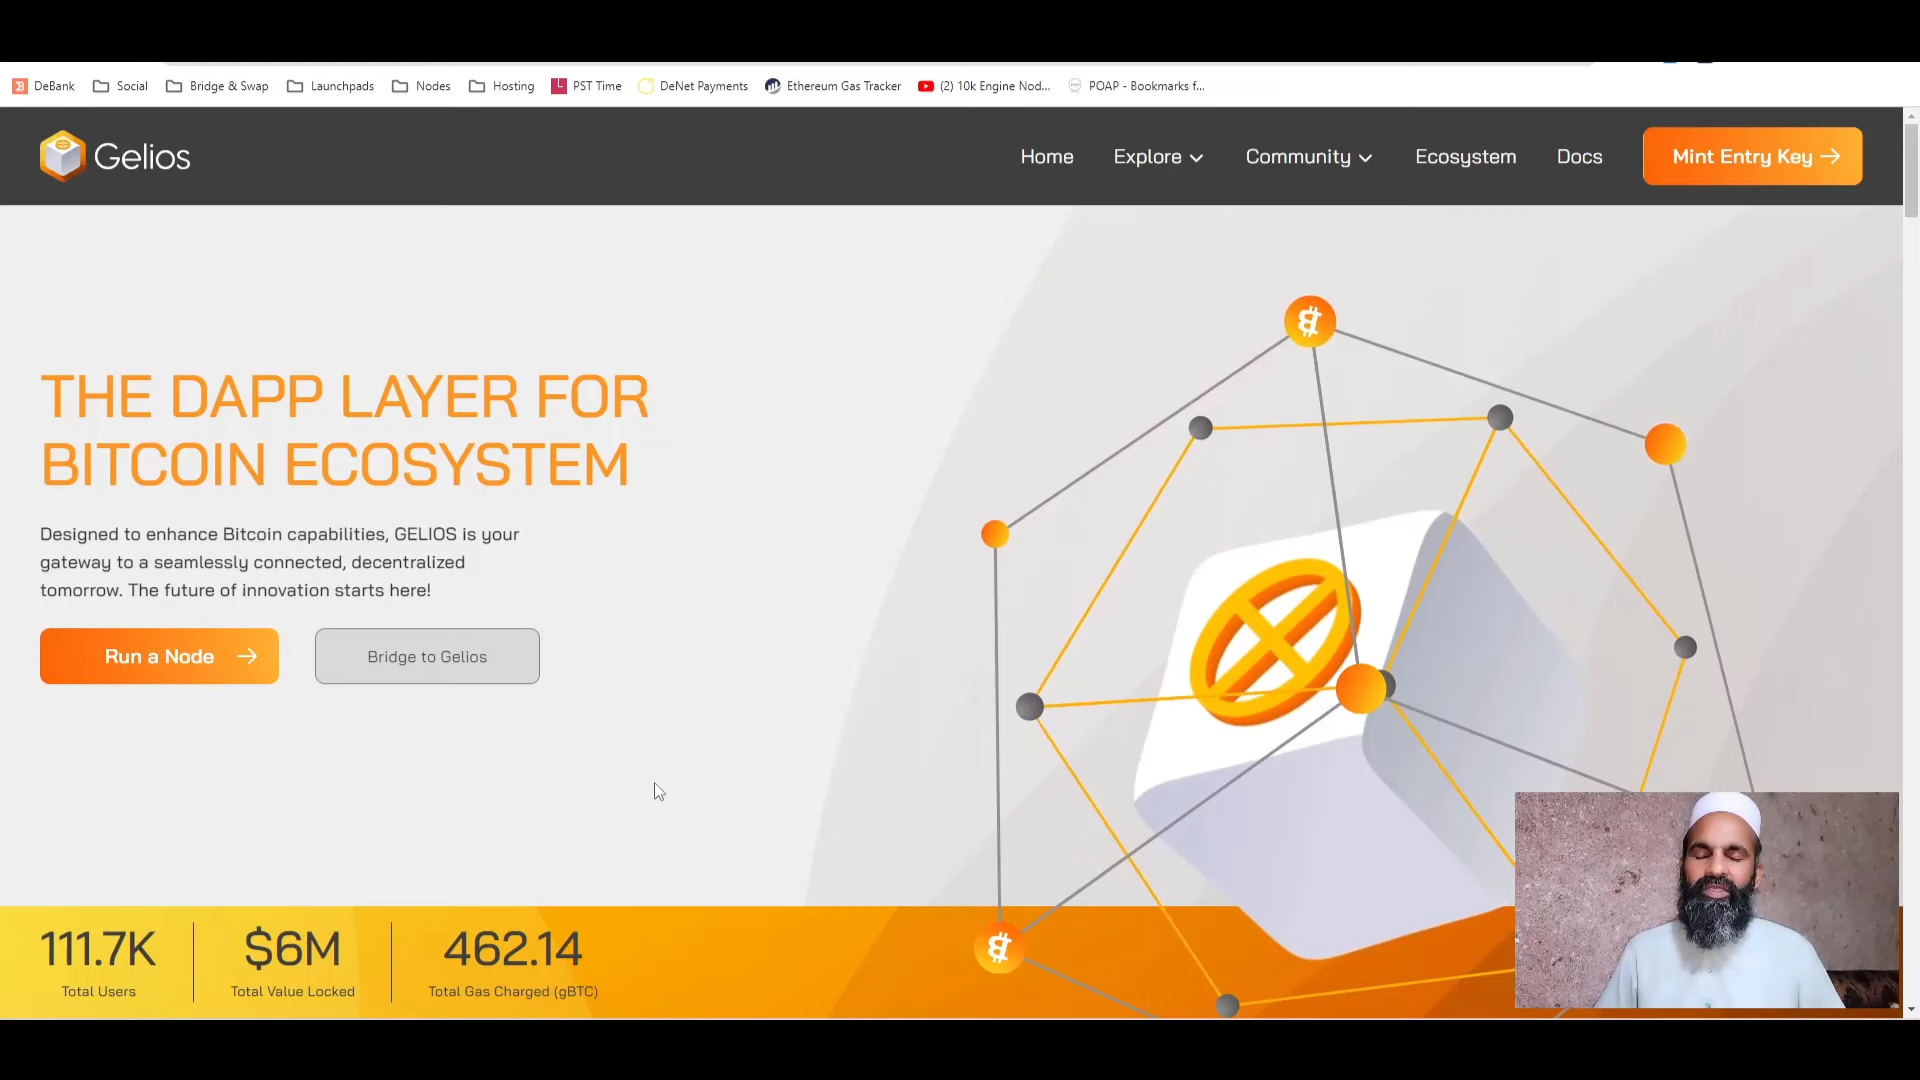 DeBank
Social
Bridge & Swap
Launchpads
Nodes
Hosting
PST Time
DeNet Payments
Ethereum Gas Tracker
(2) 10k Engine Nod...
POAP - Bookmarks f...
Gelios
Home
Explore
Community
Ecosystem
Docs
Mint Entry Key
THE DAPP LAYER FOR
BITCOIN ECOSYSTEM
Designed to enhance Bitcoin capabilities, GELIOS is your
gateway to a seamlessly connected, decentralized
tomorrow. The future of innovation starts here!
Run a Node
Bridge to Gelios
111.7K
Total Users
$6M
Total Value Locked
462.14
Total Gas Charged (gBTC)